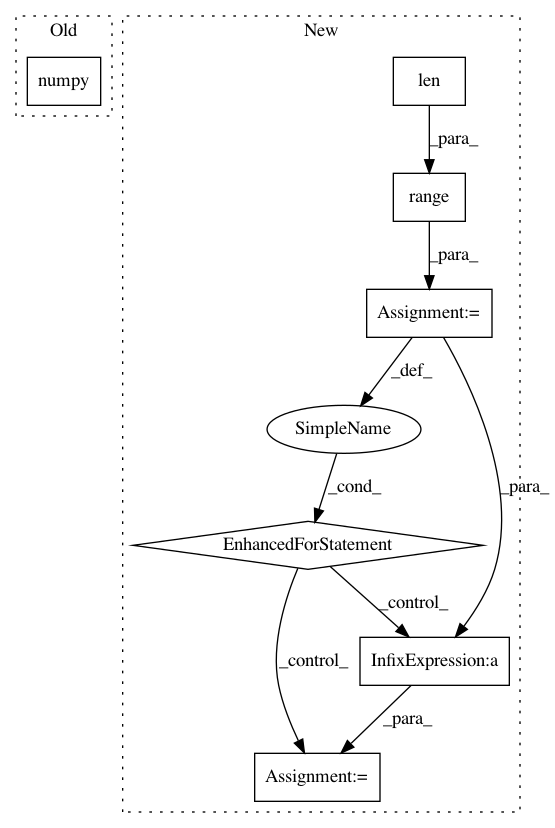 Old
New
numpy
len
_para_
range
_para_
Assignment:=
_def_
SimpleName
_cond_
_para_
EnhancedForStatement
_control_
_control_
InfixExpression:a
_para_
Assignment:=